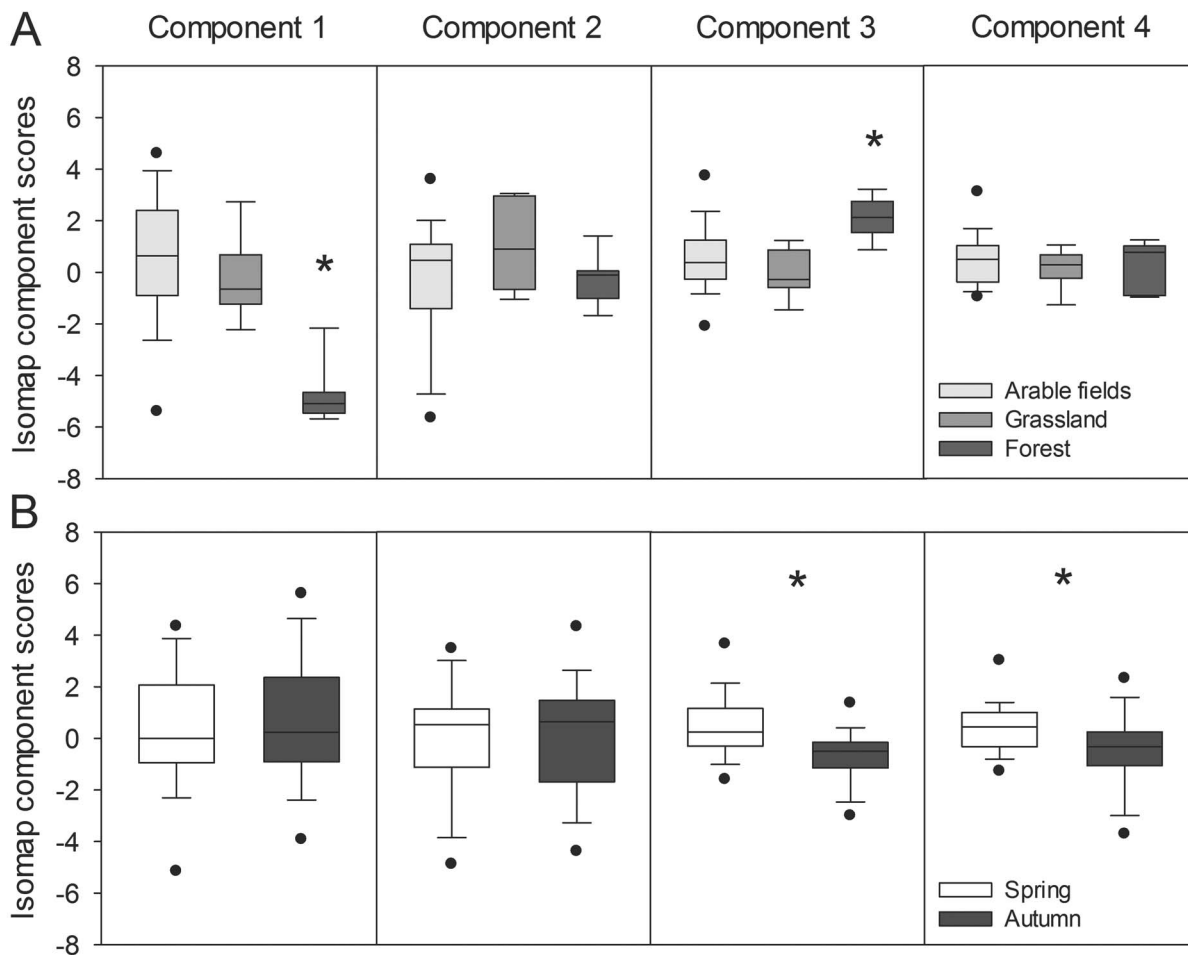 A
Component 1 Component 2 Component 3 Component 4
Isomap component scores
8
6
4
2
0
-2
-4
-6
-8
*
*
Arable fields
Grassland
Forest
B
Isomap component scores
8
6
4
2
0
-2
-4
-6
-8
*
*
Spring
Autumn